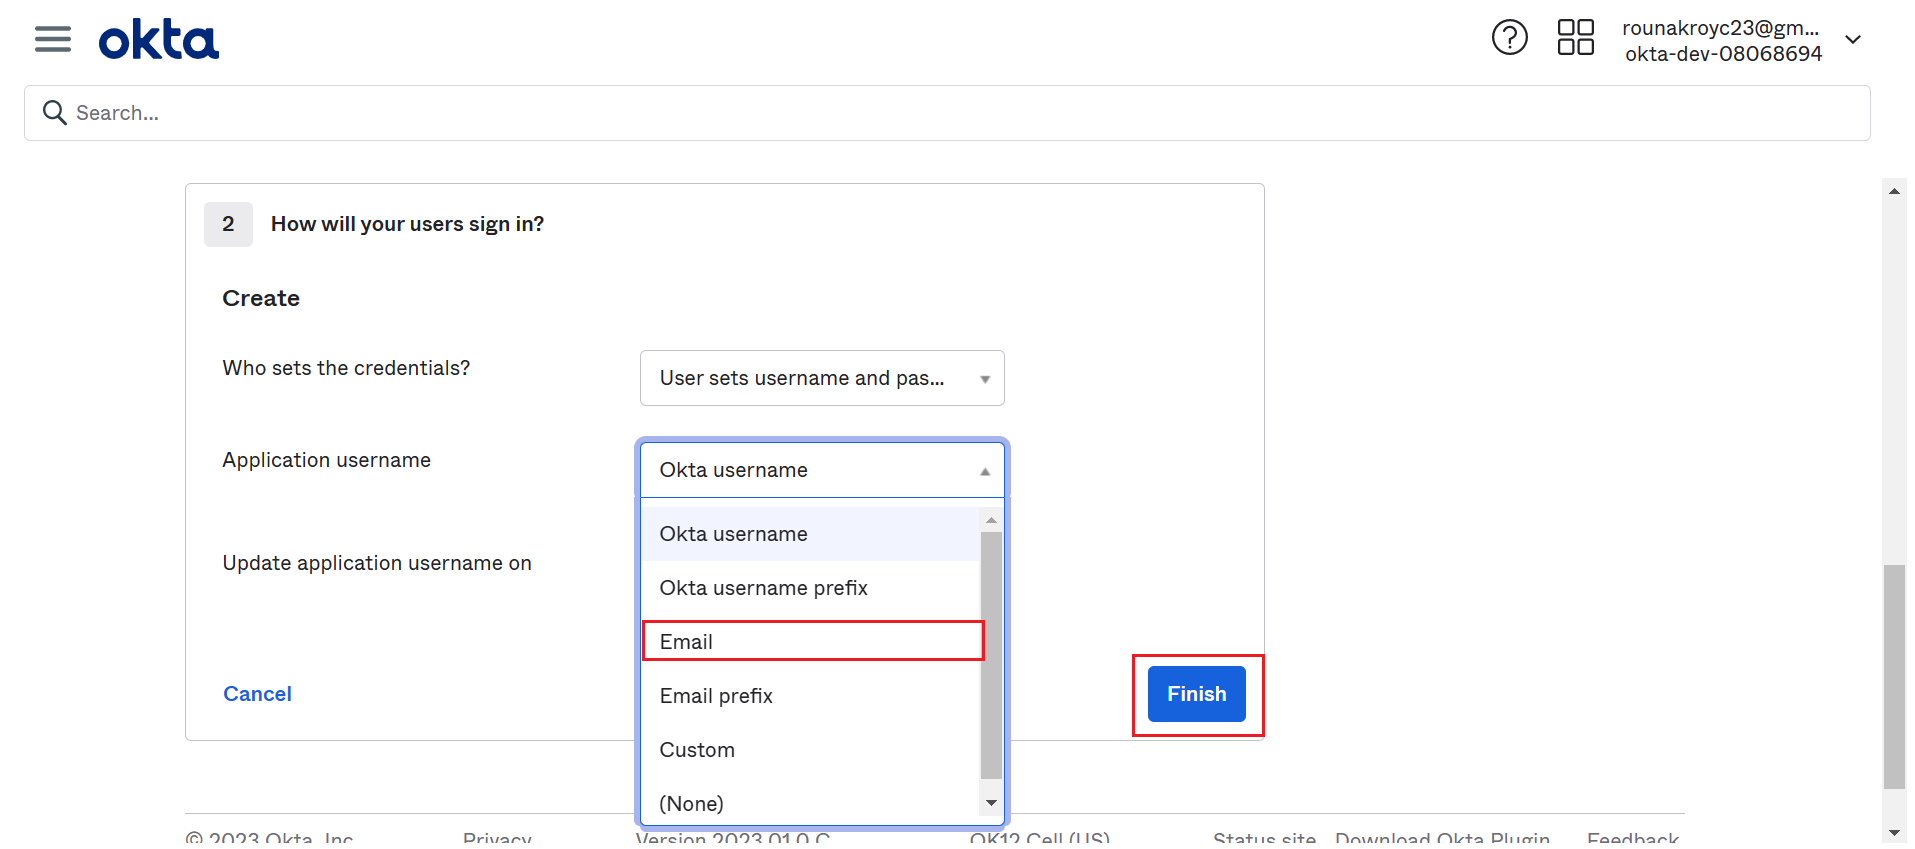 okta
rounakroyc23@gm...
okta-dev-08068694
Search...
2 How will your users sign in?
Create
Who sets the credentials? User sets username and pas...
Application username Okta username
Okta username
Update application username on
Okta username prefix
Email
Email prefix
Cancel Finish
Custom
(None)
© 2023 Okta, Inc. Privacy Version 2023.01.0 C OK12 Cell (US) Status site Download Okta Plugin Feedback